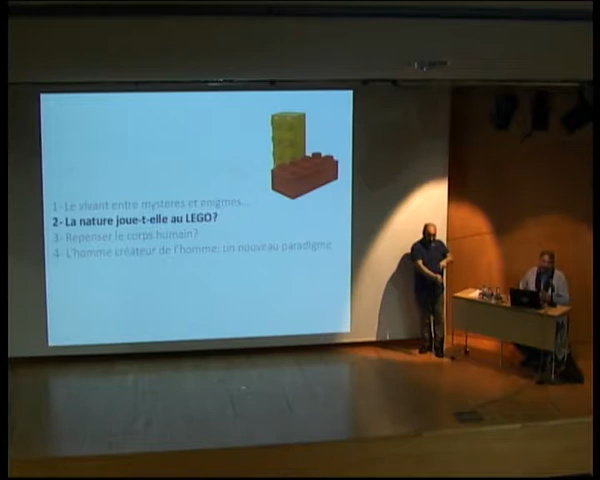 1- Le vivant entre mystères et enigmes...
2- La nature joue-t-elle au LEGO?
3- Repenser le corps humain?
4- L'homme créateur de l'homme: un nouveau paradigme